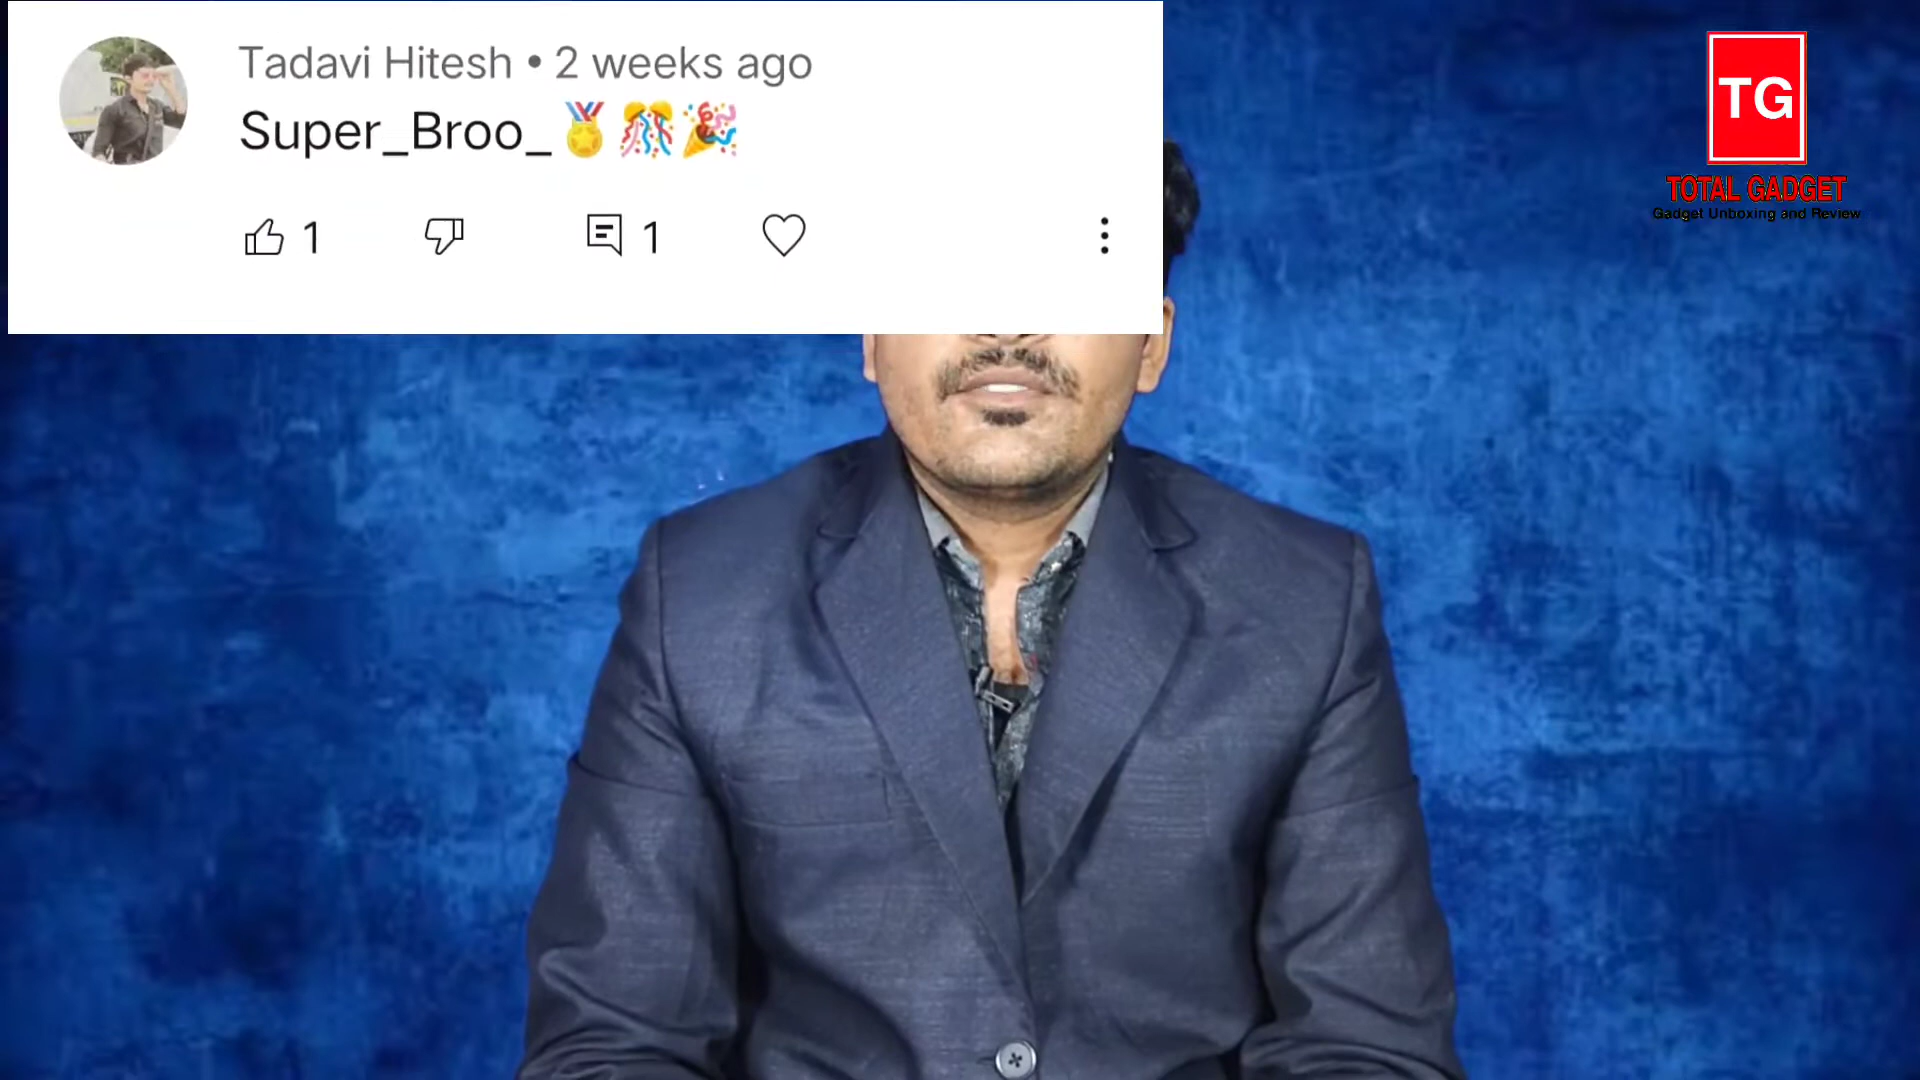 Tadavi Hitesh • 2 weeks ago
Super_Broo_🏅🎊🎉
1
1
TG
TOTAL GADGET
Gadget Unboxing and Review